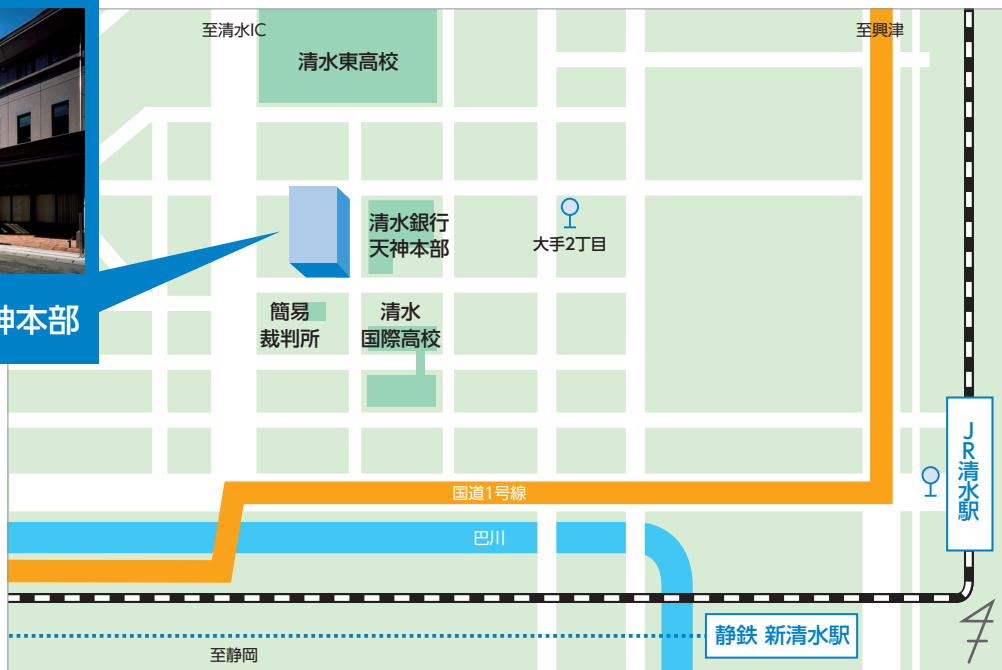 至清水IC
至興津
清水東高校
清水銀行
天神本部
大手2丁目
神本部
簡易
裁判所
清水
国際高校
JR清水駅
国道1号線
巴川
静鉄 新清水駅
至静岡